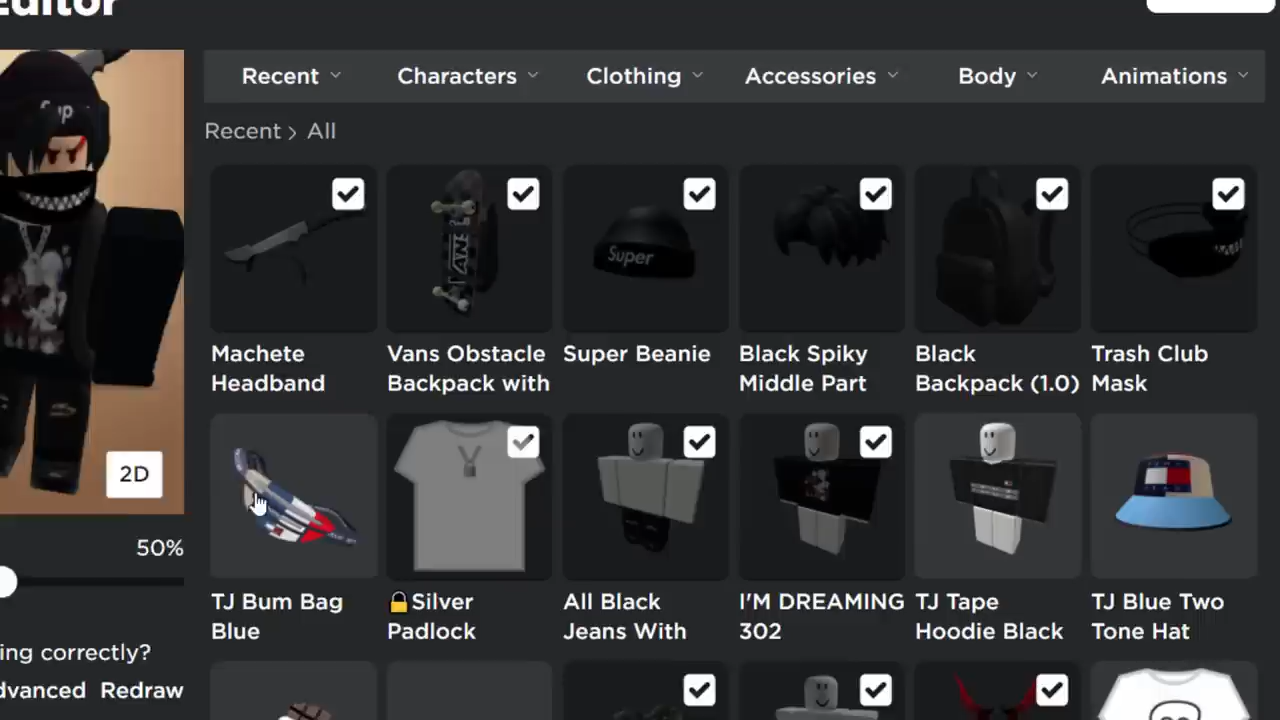 Editor
Recent
Characters
Clothing
Accessories
Body
Animations
Recent > All
Super
Machete
Headband
Vans Obstacle
Backpack with
Super Beanie
Black Spiky
Middle Part
Black
Backpack (1.0)
Trash Club
Mask
2D
50%
TJ Bum Bag
Blue
🔒Silver
Padlock
All Black
Jeans With
I'M DREAMING
302
TJ Tape
Hoodie Black
TJ Blue Two
Tone Hat
ing correctly?
dvanced Redraw